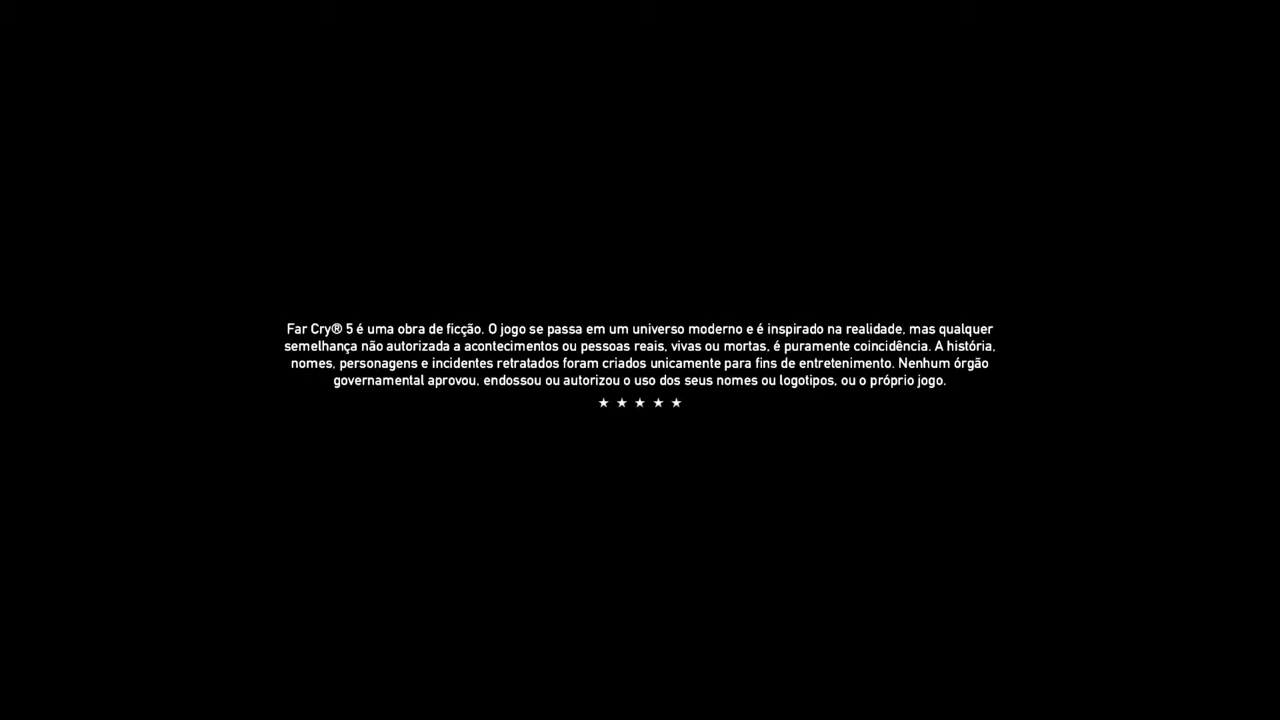 Far Cry® 5 é uma obra de ficção. O jogo se passa em um universo moderno e é inspirado na realidade, mas qualquer
semelhança não autorizada a acontecimentos ou pessoas reais, vivas ou mortas, é puramente coincidência. A história,
nomes, personagens e incidentes retratados foram criados unicamente para fins de entretenimento. Nenhum órgão
governamental aprovou, endossou ou autorizou o uso dos seus nomes ou logotipos, ou o próprio jogo.
★ ★ ★ ★ ★